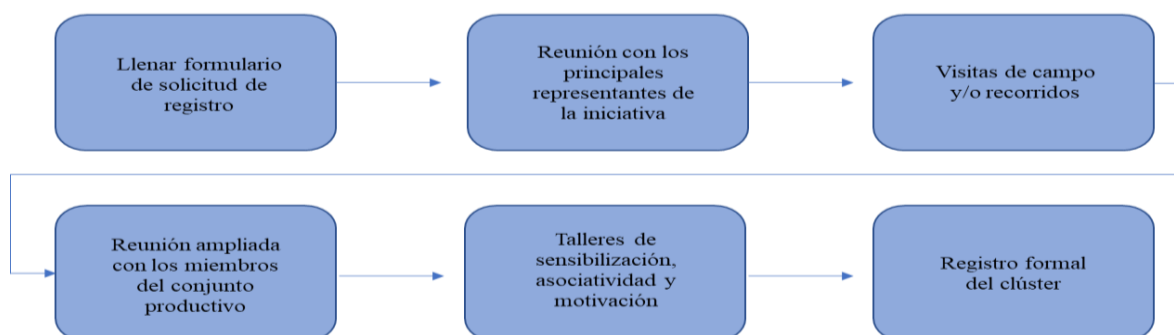 Llenar formulario
de solicitud de
registro
Reunión con los
principales
representantes de
la iniciativa
Visitas de campo
y/o recorridos
Reunión ampliada
con los miembros
del conjunto
productivo
Talleres de
sensibilización,
asociatividad y
motivación
Registro formal
del clúster